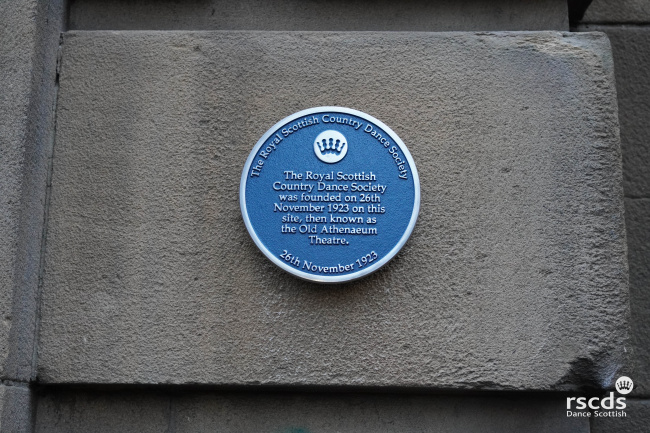 The Royal Scottish Country Dance Society
The Royal Scottish
Country Dance Society
was founded on 26th
November 1923 on this
site, then known as
the Old Athenaeum
Theatre.
26th November 1923
rscds
Dance Scottish